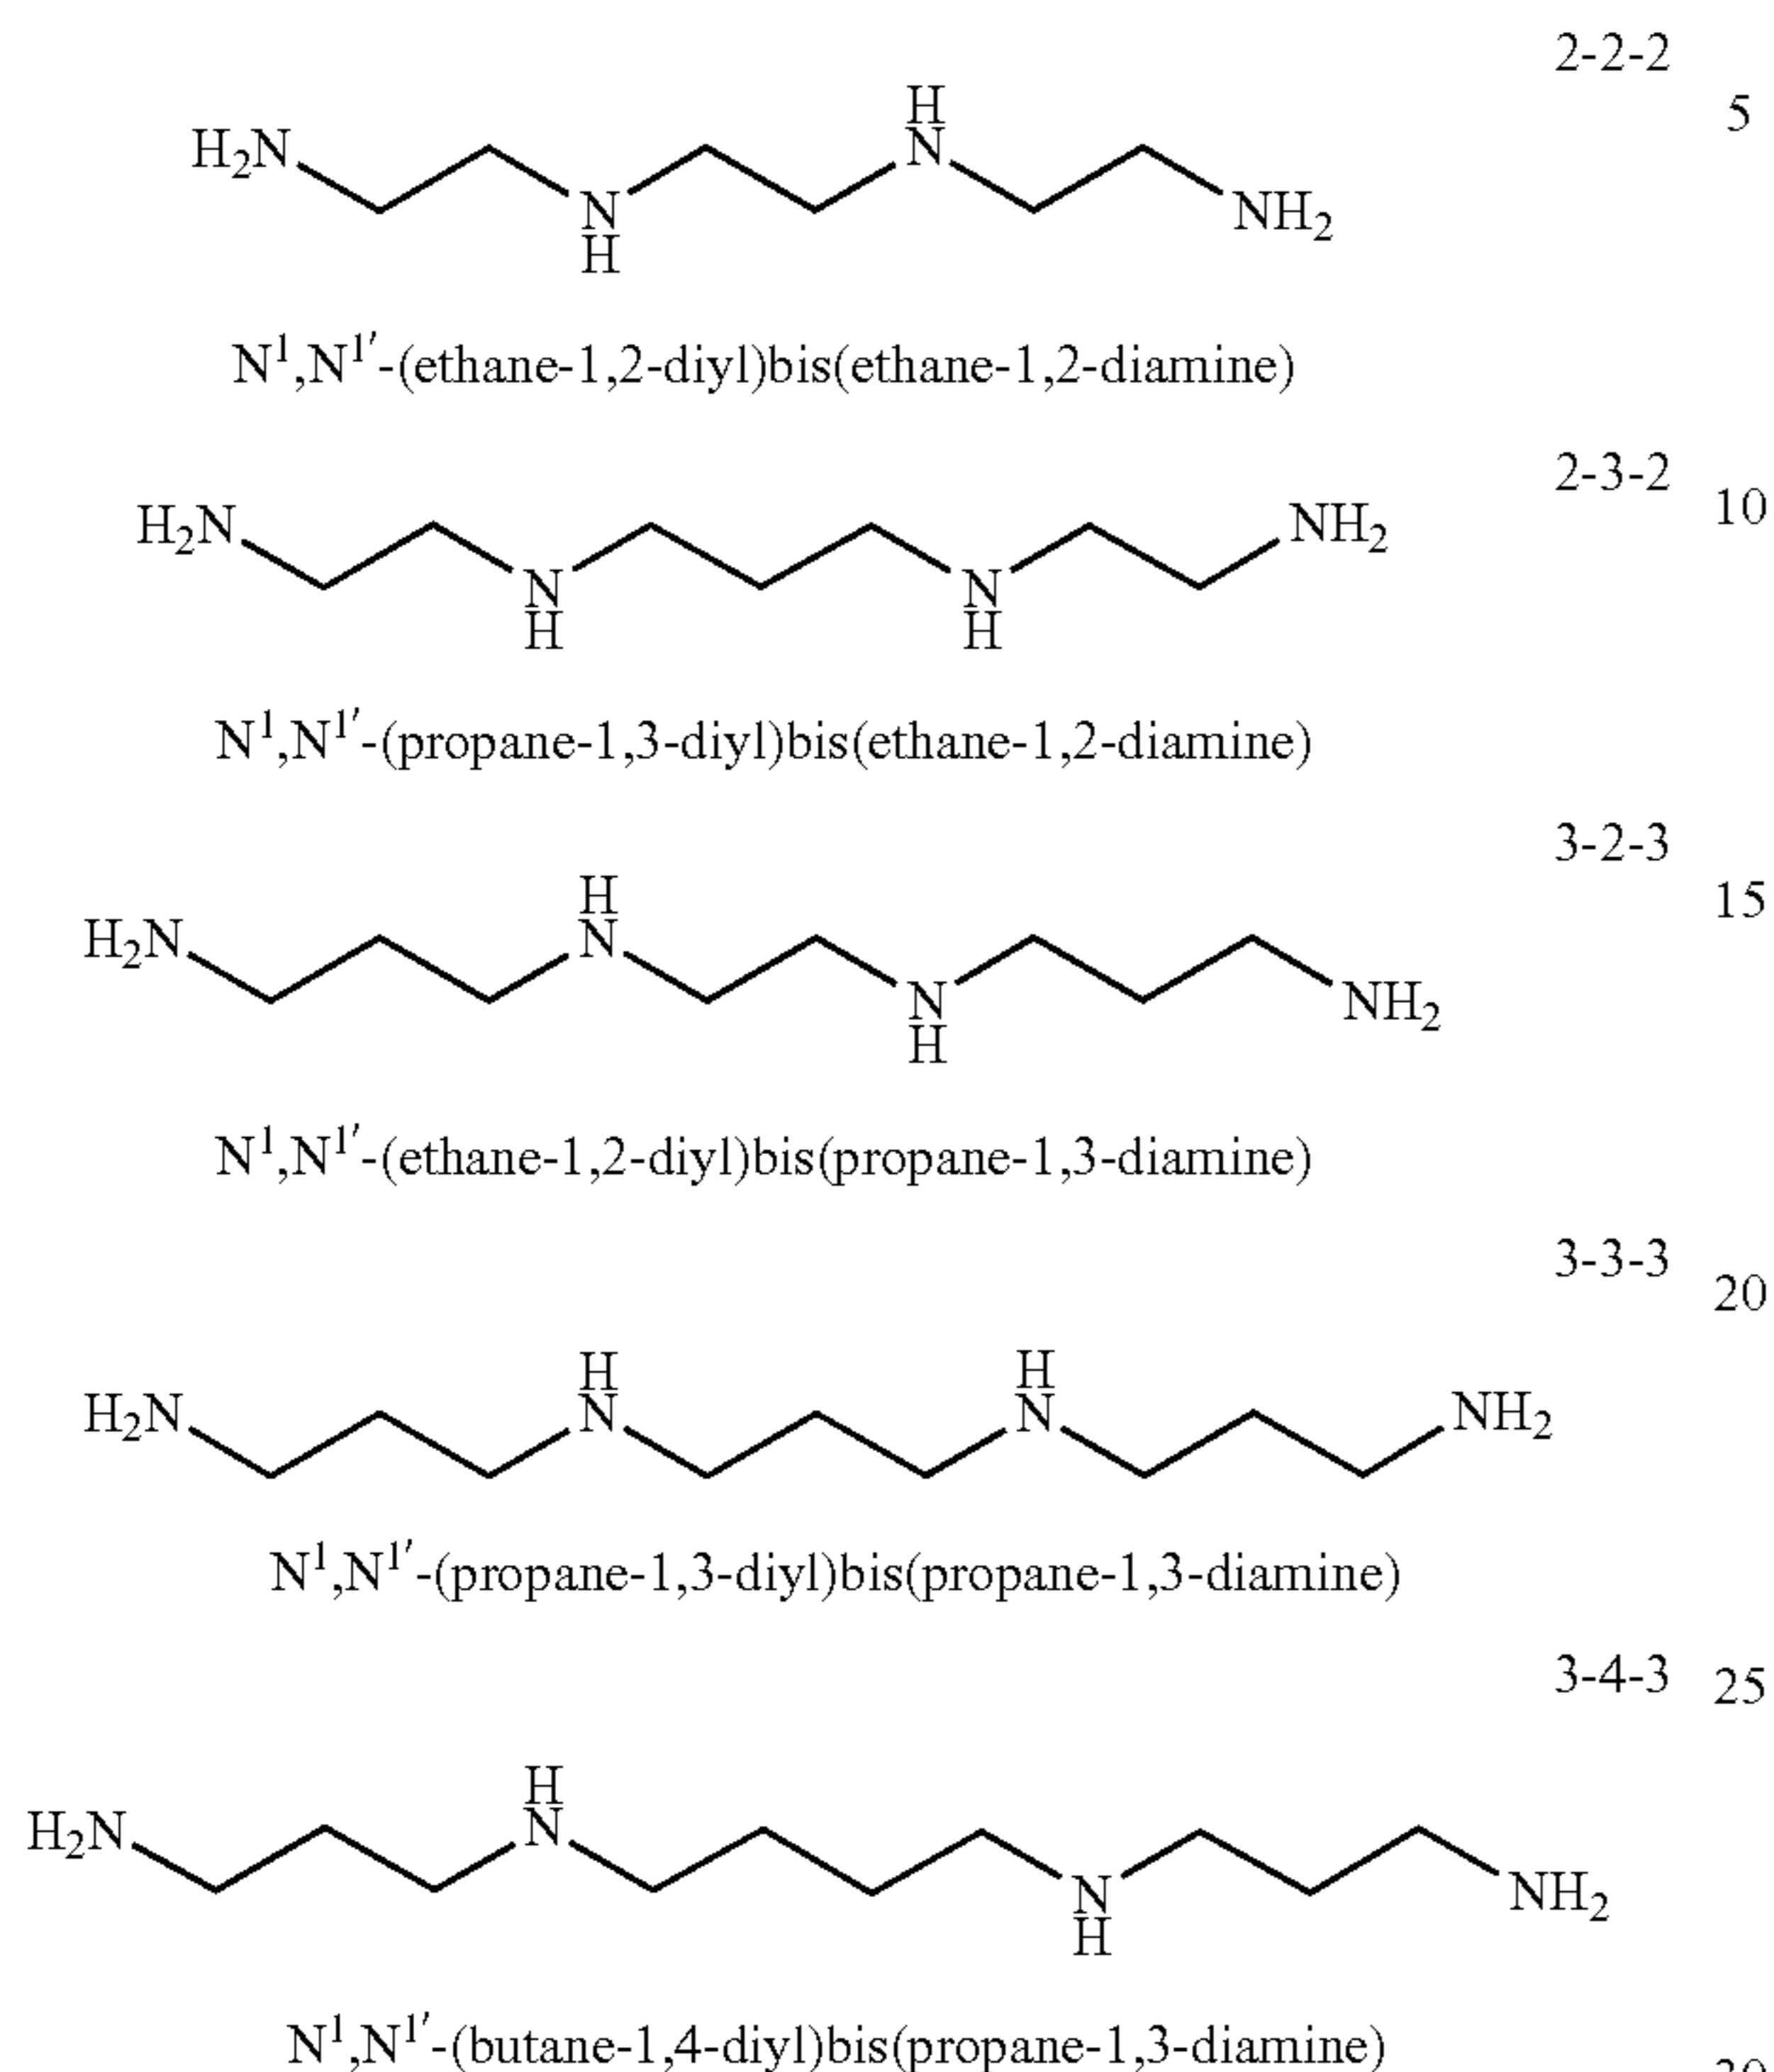 2-2-2
5
H
H₂N N
N NH₂
H
N¹,N¹′-(ethane-1,2-diyl)bis(ethane-1,2-diamine)
2-3-2
10
H₂N NH₂
N N
H H
N¹,N¹′-(propane-1,3-diyl)bis(ethane-1,2-diamine)
3-2-3
15
H
H₂N N
N NH₂
H
N¹,N¹′-(ethane-1,2-diyl)bis(propane-1,3-diamine)
3-3-3
20
H H
H₂N N N NH₂
N¹,N¹′-(propane-1,3-diyl)bis(propane-1,3-diamine)
3-4-3 25
H
H₂N N
N NH₂
H
N¹,N¹′-(butane-1,4-diyl)bis(propane-1,3-diamine)